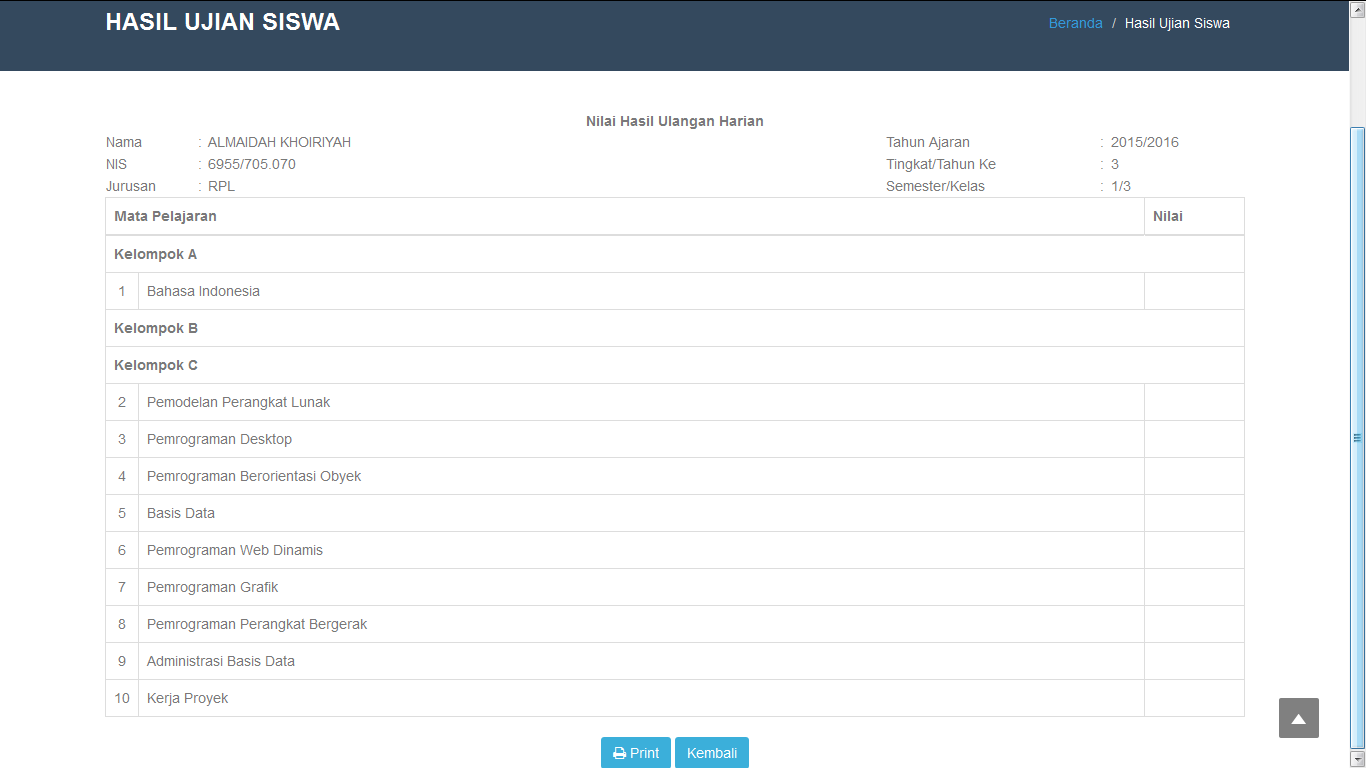 HASIL UJIAN SISWA
Beranda / Hasil Ujian Siswa
Nilai Hasil Ulangan Harian
Nama : ALMAIDAH KHOIRIYAH Tahun Ajaran : 2015/2016
NIS : 6955/705.070 Tingkat/Tahun Ke : 3
Jurusan : RPL Semester/Kelas : 1/3
Mata Pelajaran Nilai
Kelompok A
1 Bahasa Indonesia
Kelompok B
Kelompok C
2 Pemodelan Perangkat Lunak
3 Pemrograman Desktop
4 Pemrograman Berorientasi Obyek
5 Basis Data
6 Pemrograman Web Dinamis
7 Pemrograman Grafik
8 Pemrograman Perangkat Bergerak
9 Administrasi Basis Data
10 Kerja Proyek
Print Kembali